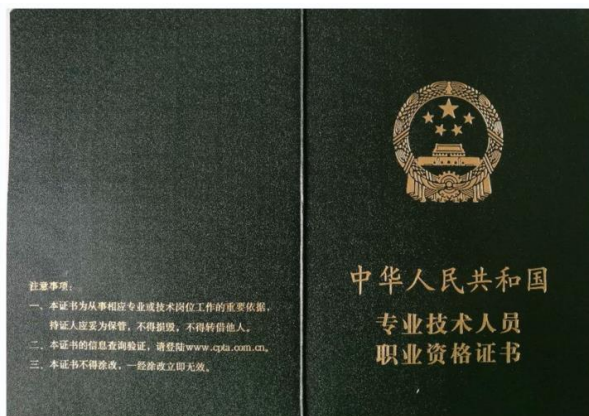 注意事项：
一、本证书为从事相应专业或技术岗位工作的重要依据，
持证人应妥为保管，不得损毁，不得转借他人。
二、本证书的信息查询验证，请登陆www.cpta.com.cn。
三、本证书不得涂改，一经涂改立即无效。
中华人民共和国
专业技术人员
职业资格证书